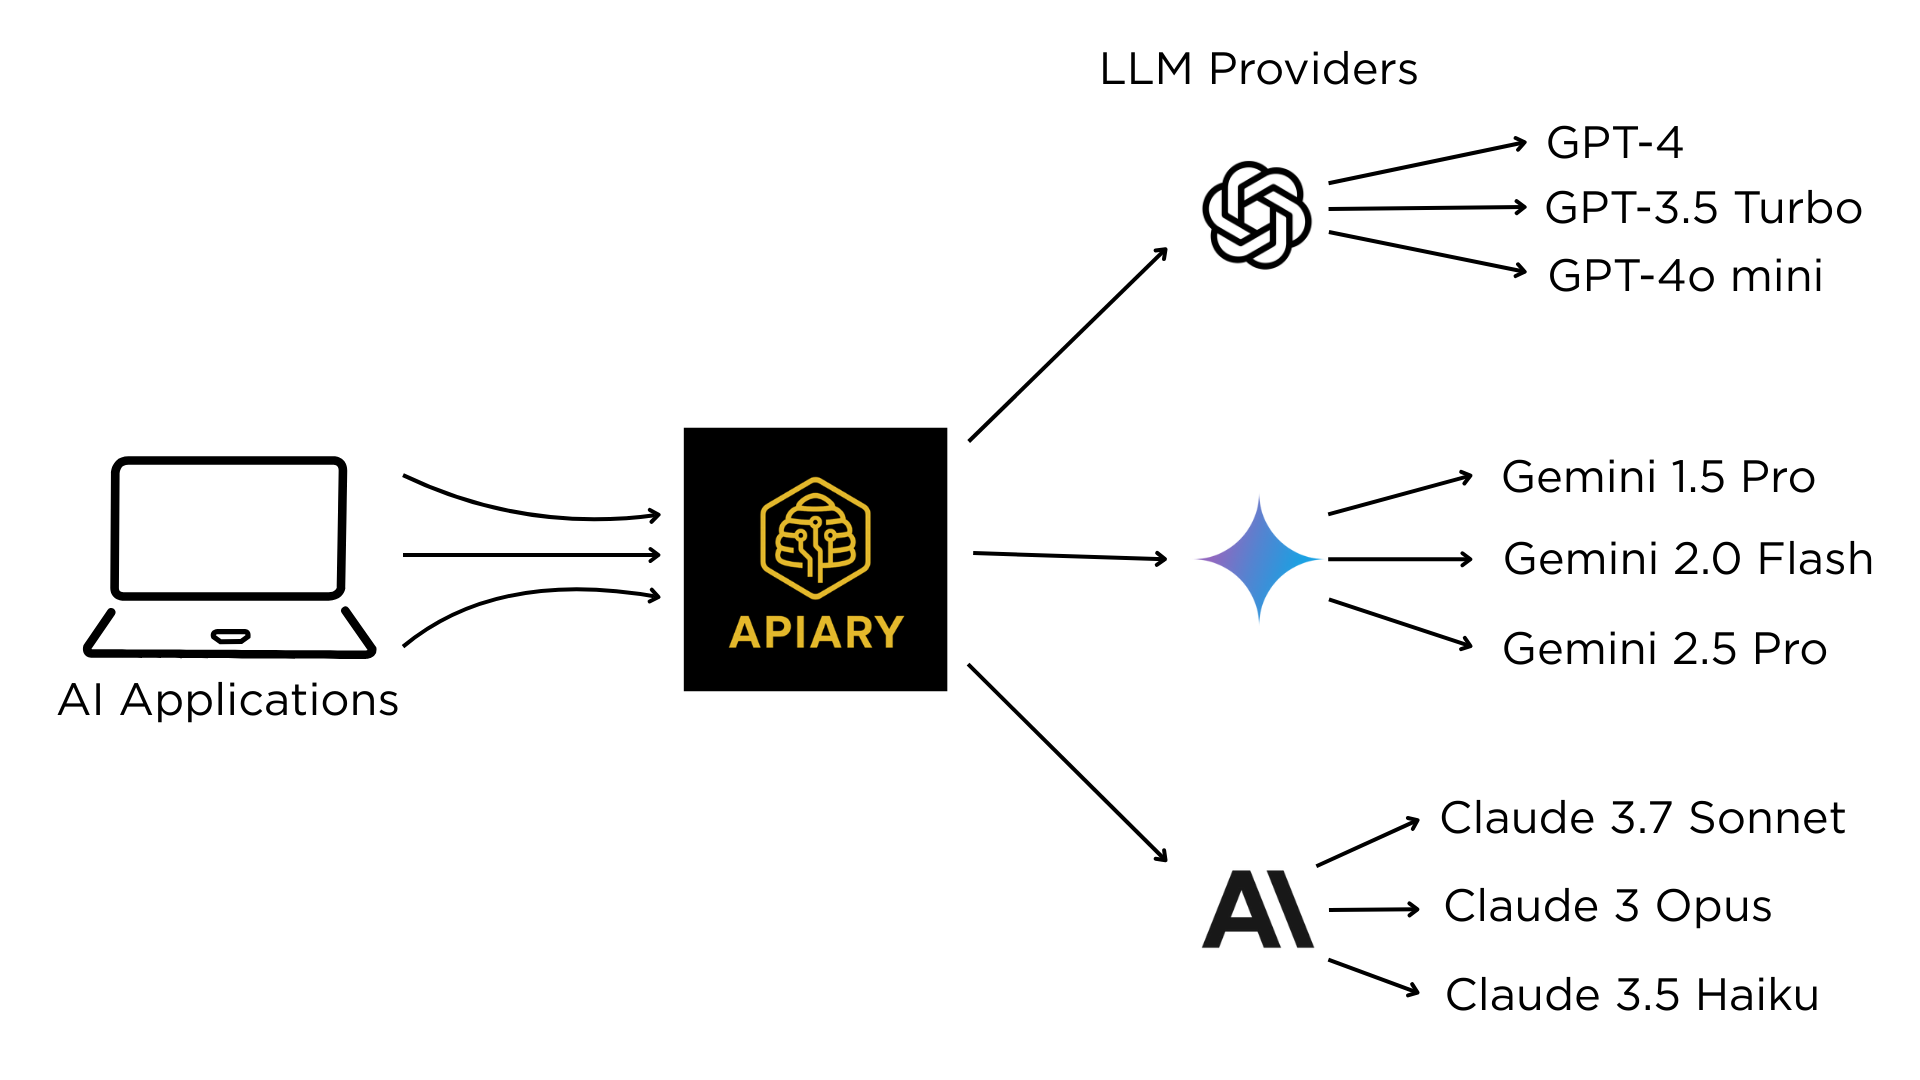 LLM Providers
GPT-4
GPT-3.5 Turbo
GPT-4o mini
AI Applications
APIARY
Gemini 1.5 Pro
Gemini 2.0 Flash
Gemini 2.5 Pro
AI
Claude 3.7 Sonnet
Claude 3 Opus
Claude 3.5 Haiku